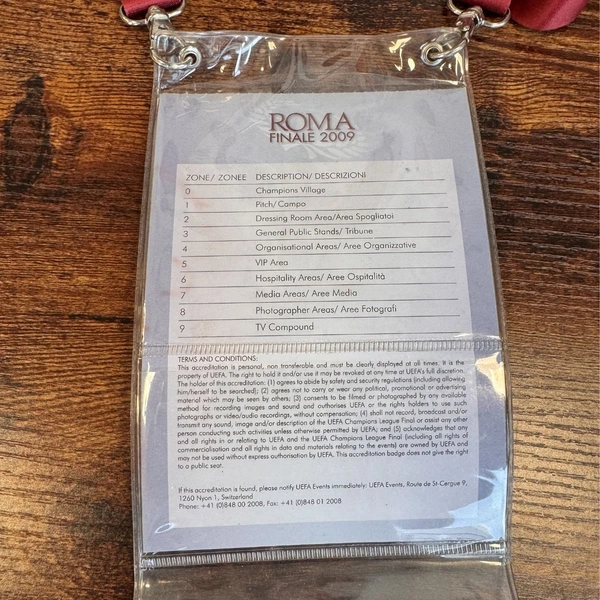 ROMA
FINALE 2009
ZONE/ ZONEE DESCRIPTION/ DESCRIZIONI
0 Champions Village
1 Pitch/Campo
2 Dressing Room Area/Area Spogliatoi
3 General Public Stands/ Tribune
4 Organisational Areas/ Aree Organizzative
5 VIP Area
6 Hospitality Areas/ Aree Ospitalità
7 Media Areas/ Aree Media
8 Photographer Areas/ Aree Fotografi
9 TV Compound
TERMS AND CONDITIONS:
This accreditation is personal, non transferable and must be clearly displayed at all times. It is the
property of UEFA. The right to hold it and/or use it may be revoked at any time at UEFA's full discretion.
The holder of this accreditation: (1) agrees to abide by safety and security regulations (including allowing
him/herself to be searched); (2) agrees not to carry or wear any political, promotional or advertising
material which may be seen by others; (3) consents to be filmed or photographed by any available
method for recording images and sound and authorises UEFA or the rights holders to use such
photographs or video/audio recordings, without compensation; (4) shall not record, broadcast and/or
transmit any sound, image and/or description of the UEFA Champions League Final or assist any other
person conducting such activities unless otherwise permitted by UEFA; and (5) acknowledges that any
and all rights in or relating to UEFA and the UEFA Champions League Final (including all rights of
commercialisation and all rights in data and materials relating to the events) are owned by UEFA and
may not be used without express authorisation by UEFA. This accreditation badge does not give the right
to a public seat.
If this accreditation is found, please notify UEFA Events immediately: UEFA Events, Route de St-Cergue 9,
1260 Nyon 1, Switzerland
Phone: +41 (0)848 00 2008, Fax: +41 (0)848 01 2008